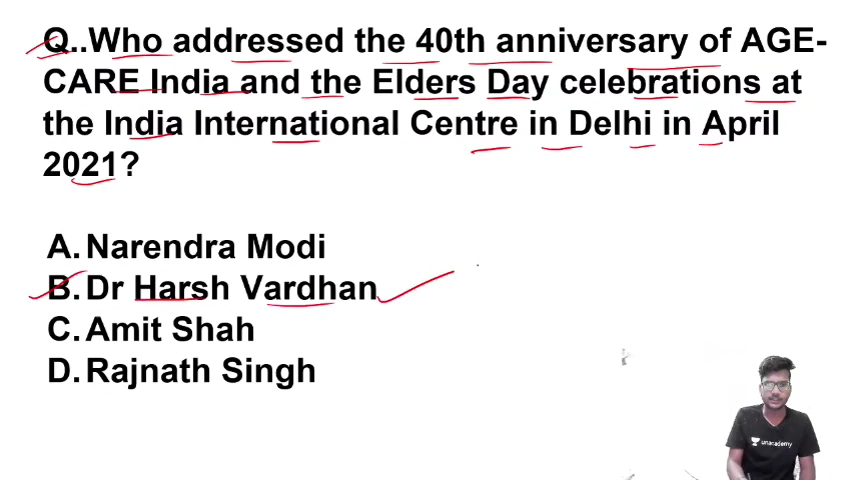 Q..Who addressed the 40th anniversary of AGE-
CARE India and the Elders Day celebrations at
the India International Centre in Delhi in April
2021?
A. Narendra Modi
B. Dr Harsh Vardhan
C. Amit Shah
D. Rajnath Singh
unacademy